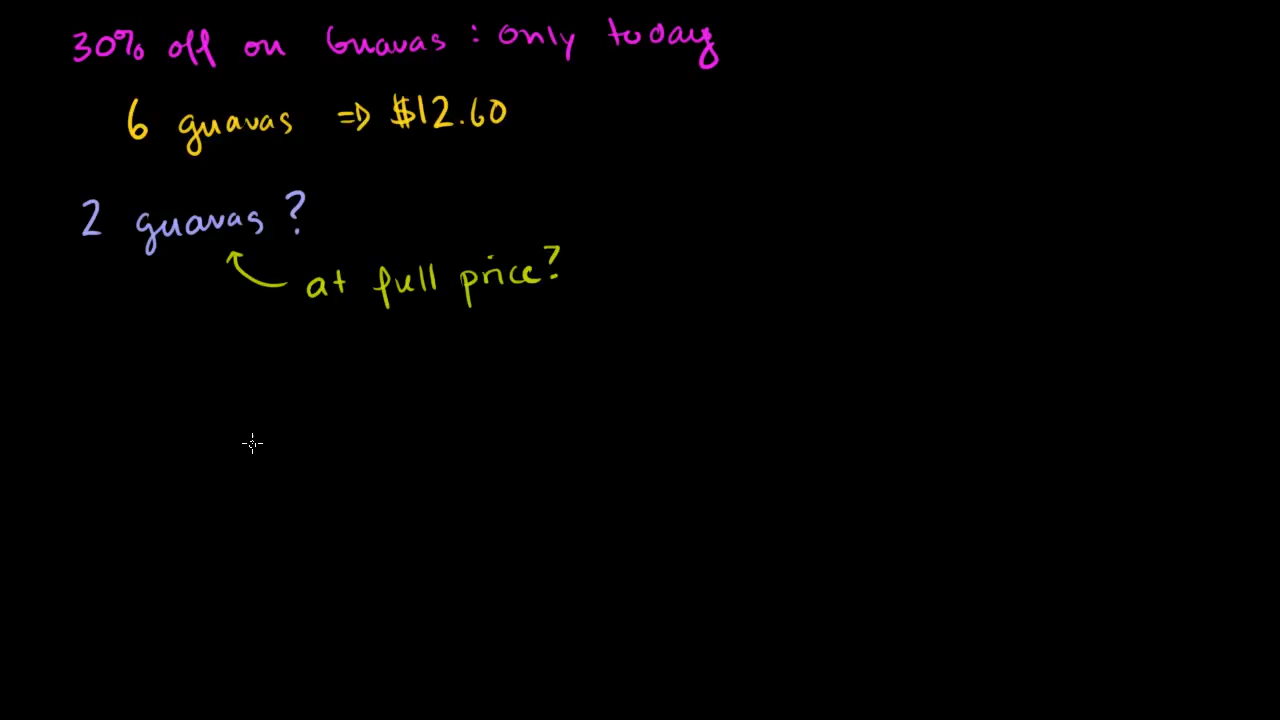 30% off on Guavas : only today
6 guavas ⇒ $12.60
2 guavas ?
at full price?